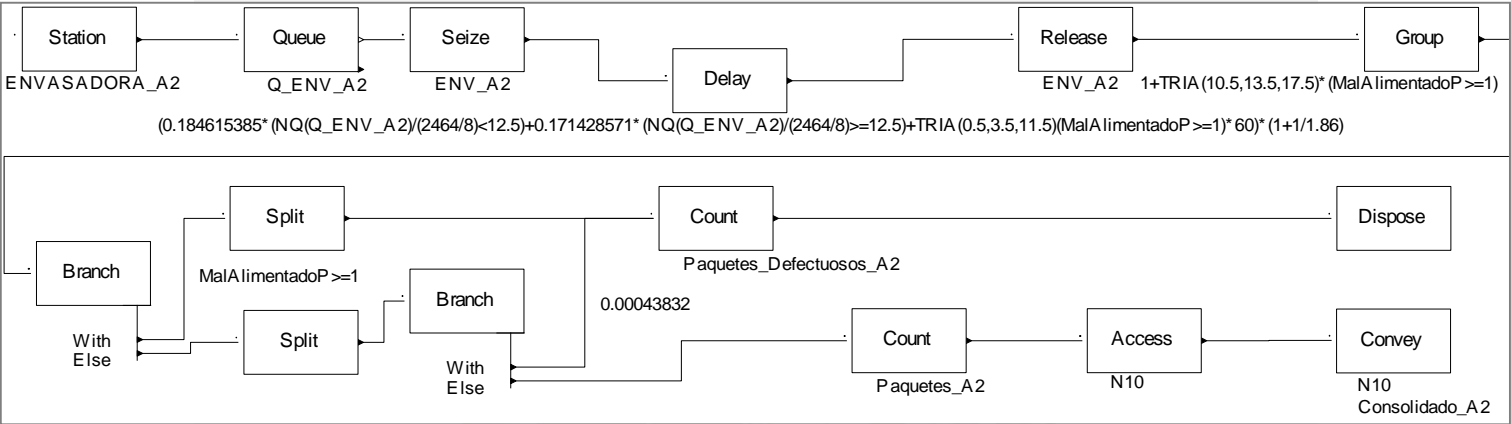 Station
Queue
Seize
Delay
Release
Group
ENVASADORA_A2
Q_ENV_A2
ENV_A2
ENV_A2
1+TRIA(10.5,13.5,17.5)*(MalAlimentadoP>=1)
(0.184615385*(NQ(Q_ENV_A2)/(2464/8)<12.5)+0.171428571*(NQ(Q_ENV_A2)/(2464/8)>=12.5)+TRIA(0.5,3.5,11.5)(MalAlimentadoP>=1)*60)*(1+1/1.86)
Split
Count
Dispose
Branch
MalAlimentadoP>=1
Paquetes_Defectuosos_A2
Branch
0.00043832
With
Else
Split
With
Else
Count
Access
Convey
Paquetes_A2
N10
N10
Consolidado_A2